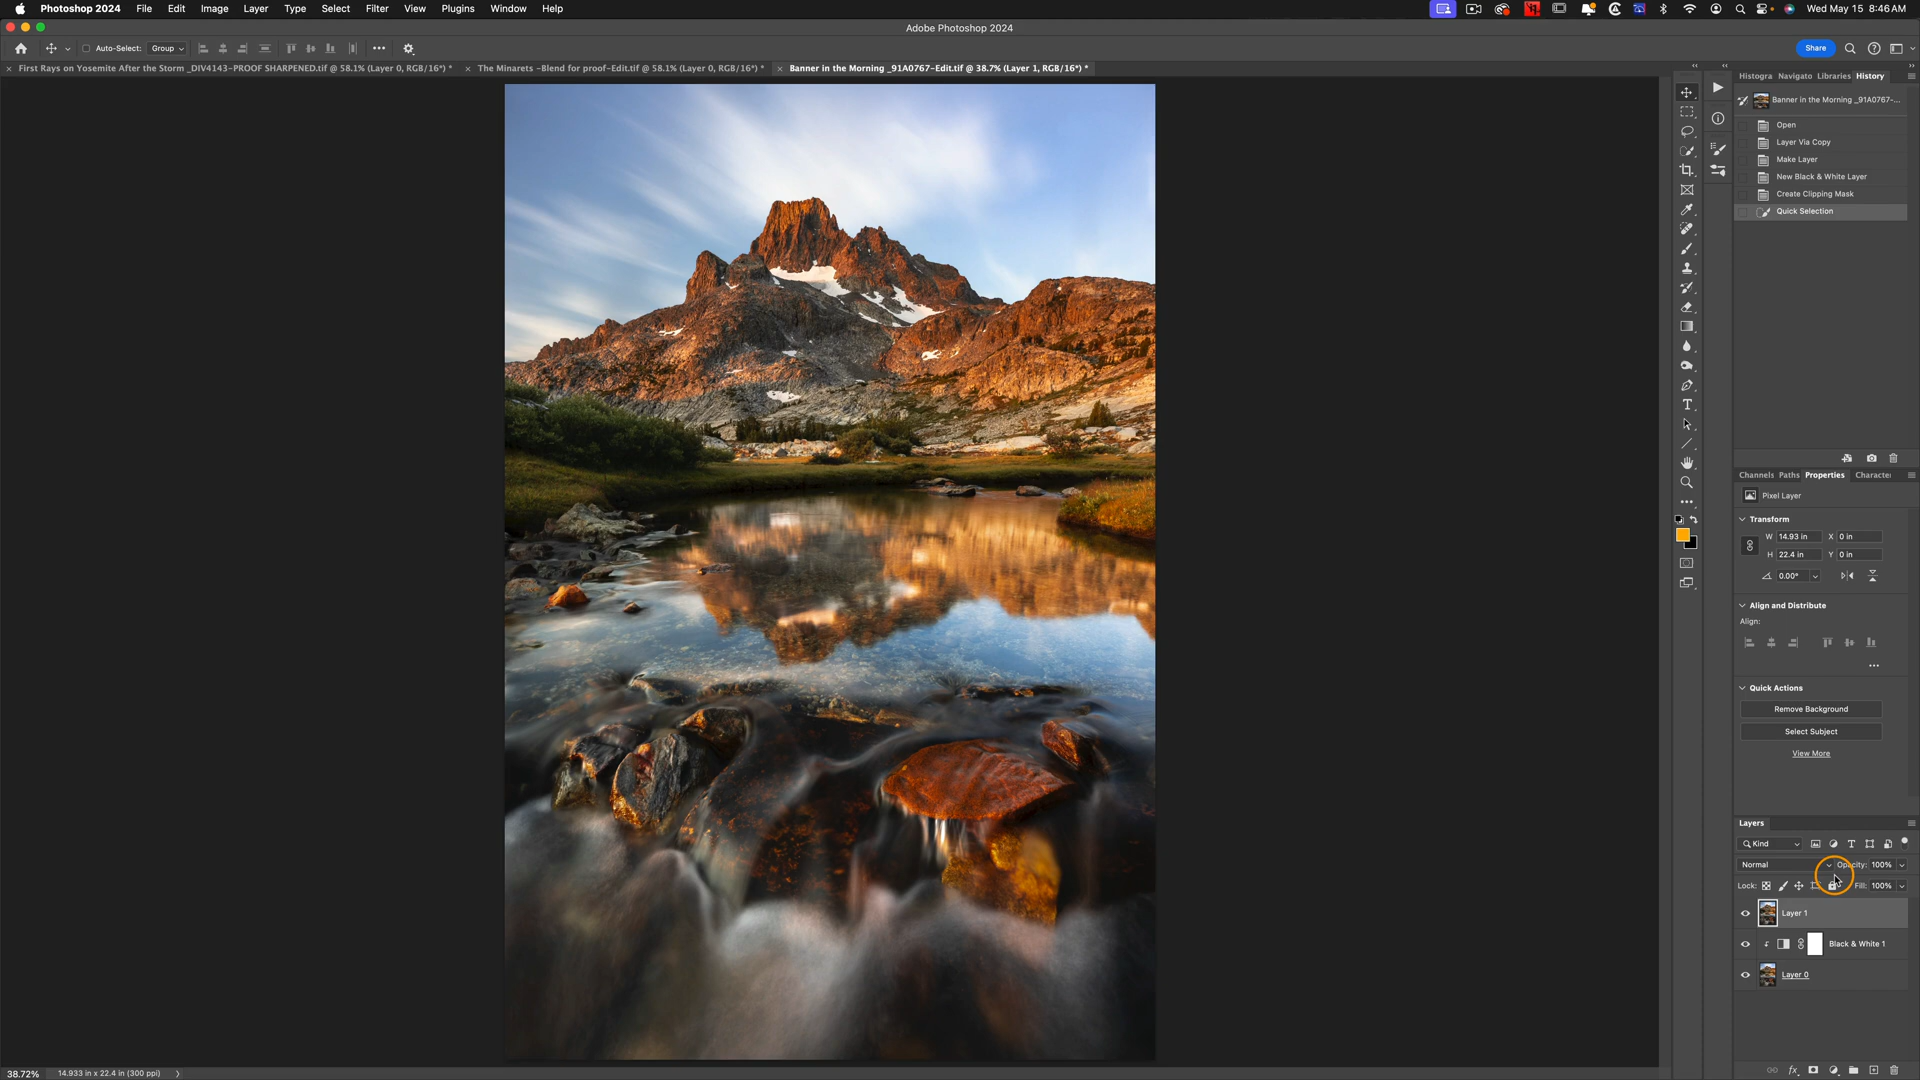 Photoshop 2024 File Edit Image Layer Type Select Filter View Plugins Window Help Wed May 15 8:46 AM
Adobe Photoshop 2024
Auto-Select: Group Share
First Rays on Yosemite After the Storm _DIV4143-PROOF SHARPENED.tif @ 58.1% (Layer 0, RGB/16*) * The Minarets -Blend for proof-Edit.tif @ 58.1% (Layer 0, RGB/16*) * Banner in the Morning _91A0767-Edit.tif @ 38.7% (Layer 1, RGB/16*) *
Histogra Navigato Libraries History
Banner in the Morning _91A0767-...
Open
Layer Via Copy
Make Layer
New Black & White Layer
Create Clipping Mask
Quick Selection
Channels Paths Properties Character
Pixel Layer
Transform
W 14.93 in X 0 in
H 22.4 in Y 0 in
0.00°
Align and Distribute
Align:
Quick Actions
Remove Background
Select Subject
View More
Layers
Kind
Normal Opacity: 100%
Lock: Fill: 100%
Layer 1
Black & White 1
Layer 0
38.72% 14.933 in x 22.4 in (300 ppi)